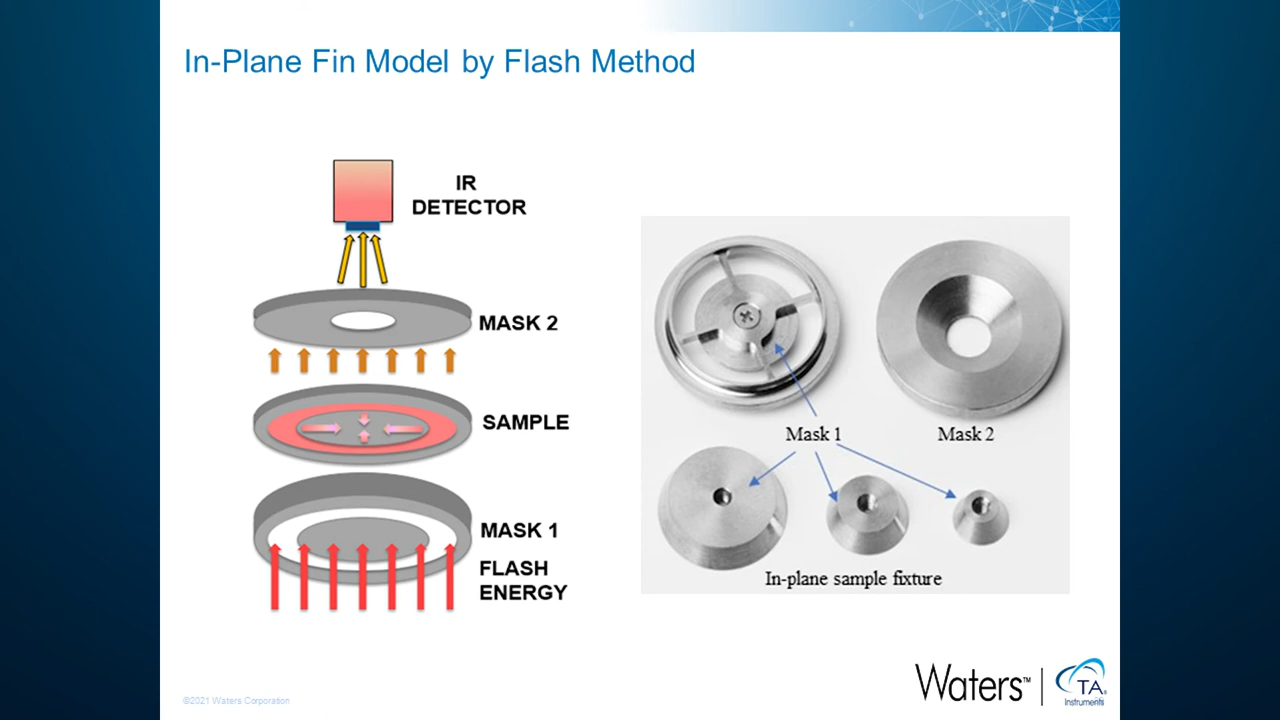 In-Plane Fin Model by Flash Method
IR
DETECTOR
MASK 2
SAMPLE
MASK 1
FLASH
ENERGY
Mask 1
Mask 2
In-plane sample fixture
©2021 Waters Corporation
Waters™
TA
Instruments